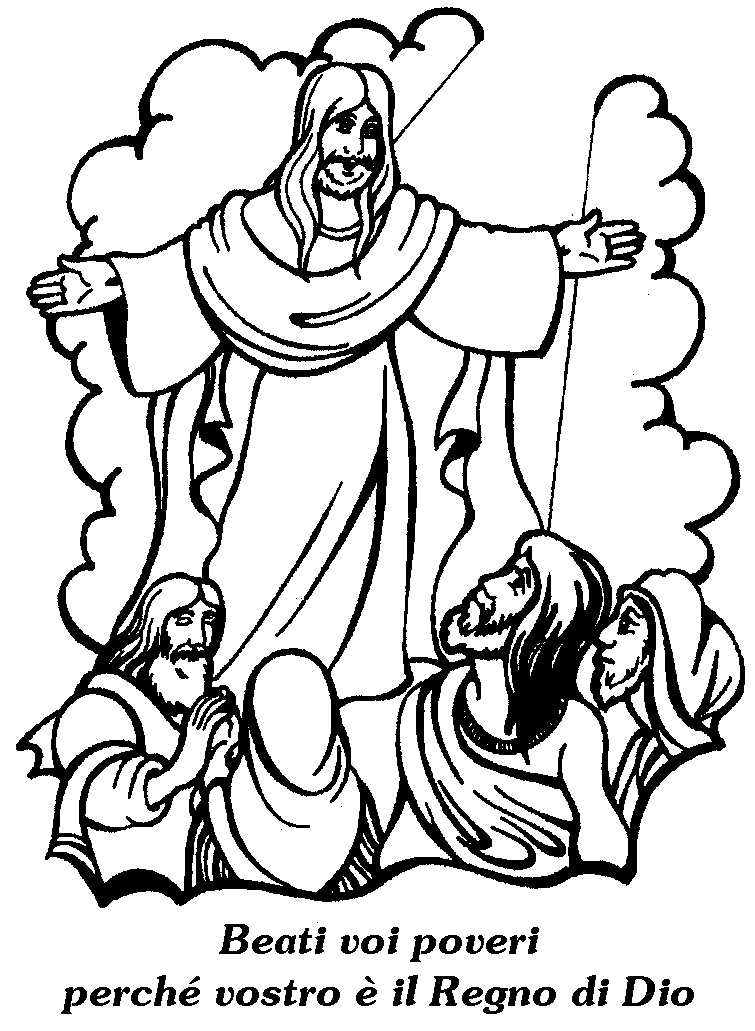 Beati voi poveri
perché vostro è il Regno di Dio